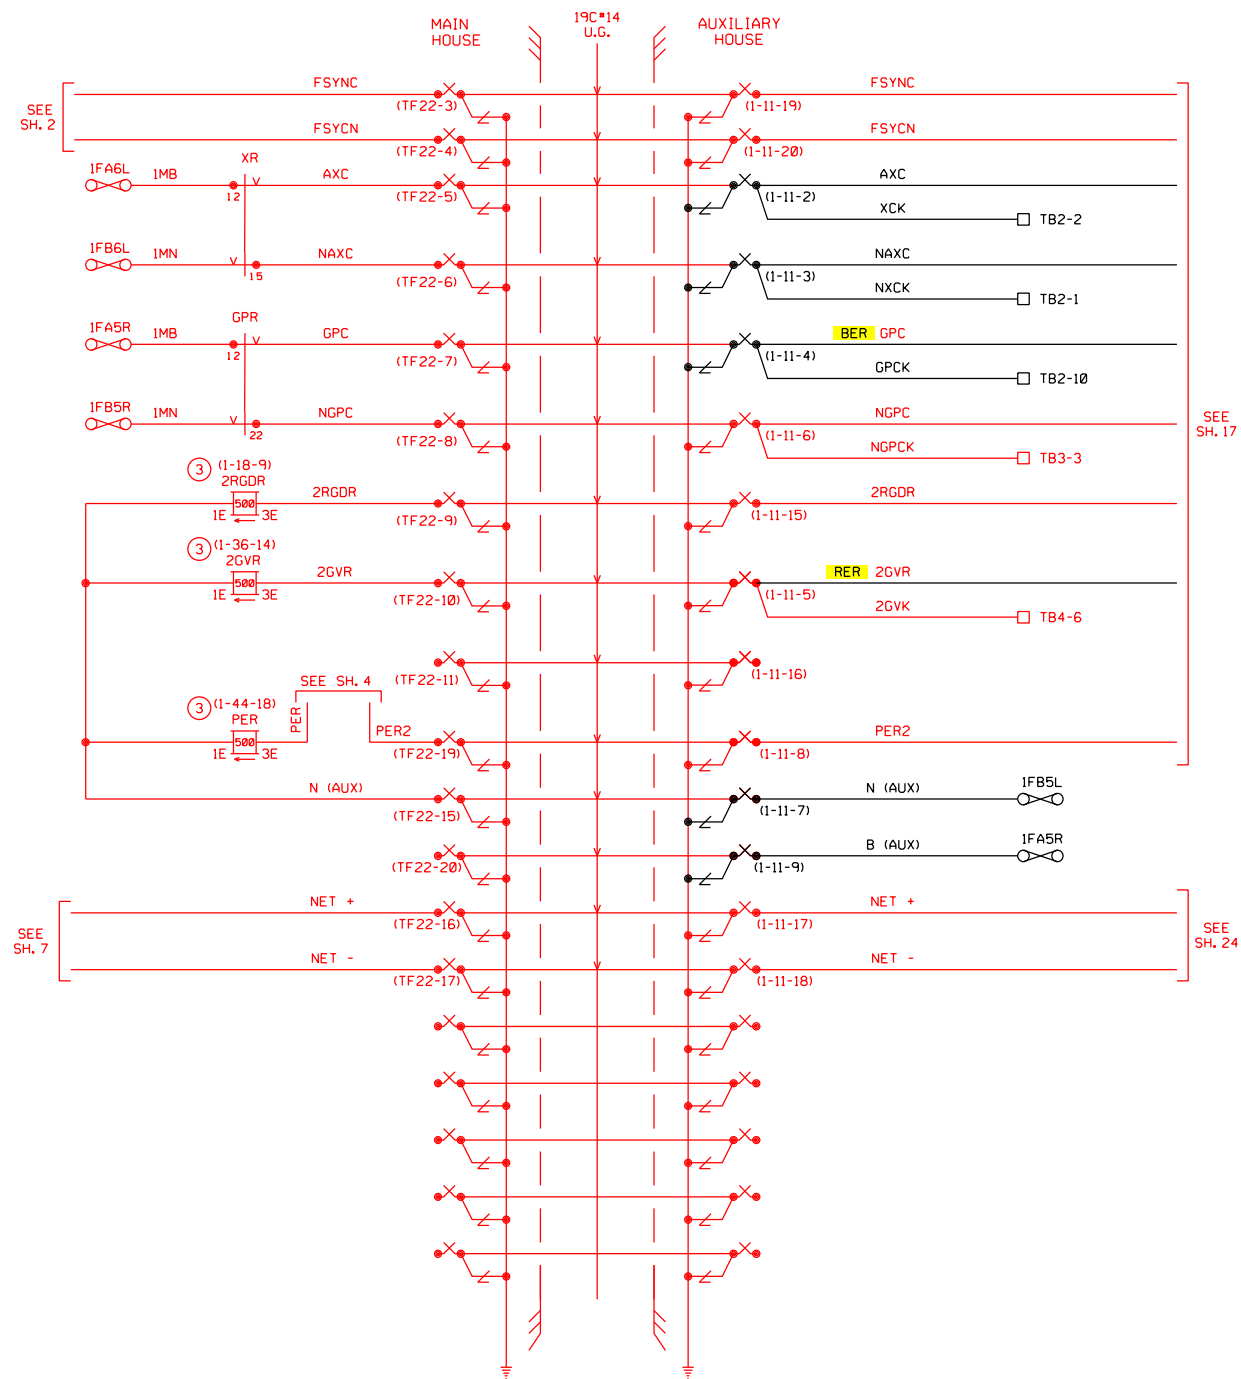 MAIN
HOUSE
19C#14
U.G.
AUXILIARY
HOUSE
SEE
SH. 2
FSYNC
(TF22-3)
(1-11-19)
FSYNC
FSYCN
(TF22-4)
(1-11-20)
FSYCN
1FA6L
1MB
XR
12
AXC
(TF22-5)
(1-11-2)
AXC
XCK
TB2-2
1FB6L
1MN
15
NAXC
(TF22-6)
(1-11-3)
NAXC
NXCK
TB2-1
1FA5R
1MB
GPR
12
GPC
(TF22-7)
(1-11-4)
BER GPC
GPCK
TB2-10
1FB5R
1MN
22
NGPC
(TF22-8)
(1-11-6)
NGPC
NGPCK
TB3-3
SEE
SH. 17
3 (1-18-9)
2RGDR
500
1E 3E
2RGDR
(TF22-9)
(1-11-15)
2RGDR
3 (1-36-14)
2GVR
500
1E 3E
2GVR
(TF22-10)
(1-11-5)
RER 2GVR
2GVK
TB4-6
(TF22-11)
(1-11-16)
SEE SH. 4
3 (1-44-18)
PER
500
1E 3E
PER
PER2
(TF22-19)
(1-11-8)
PER2
N (AUX)
(TF22-15)
(1-11-7)
N (AUX)
1FB5L
(TF22-20)
(1-11-9)
B (AUX)
1FA5R
SEE
SH. 7
NET +
(TF22-16)
(1-11-17)
NET +
NET -
(TF22-17)
(1-11-18)
NET -
SEE
SH. 24